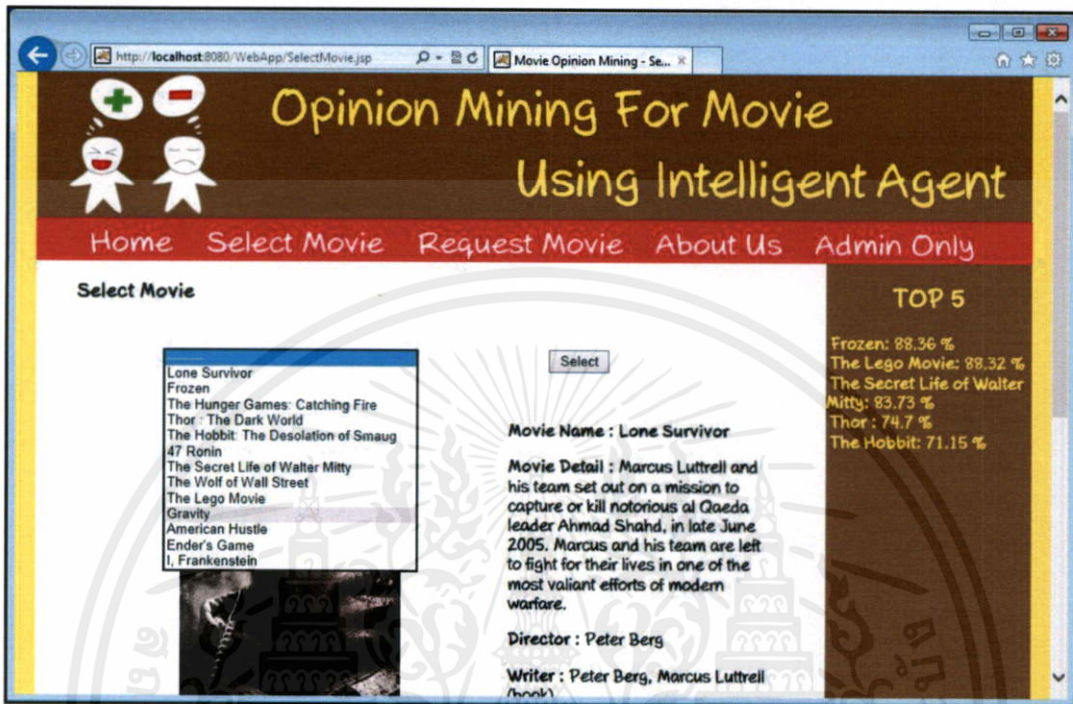 http://localhost:8080/WebApp/SelectMovie.jsp
Movie Opinion Mining - Se...
Opinion Mining For Movie
Using Intelligent Agent
Home Select Movie Request Movie About Us Admin Only
Select Movie
----------
Lone Survivor
Frozen
The Hunger Games: Catching Fire
Thor : The Dark World
The Hobbit: The Desolation of Smaug
47 Ronin
The Secret Life of Walter Mitty
The Wolf of Wall Street
The Lego Movie
Gravity
American Hustle
Ender's Game
I, Frankenstein
Select
Movie Name : Lone Survivor
Movie Detail : Marcus Luttrell and
his team set out on a mission to
capture or kill notorious al Qaeda
leader Ahmad Shahd, in late June
2005. Marcus and his team are left
to fight for their lives in one of the
most valiant efforts of modern
warfare.
Director : Peter Berg
Writer : Peter Berg, Marcus Luttrell
(book)
TOP 5
Frozen: 88.36 %
The Lego Movie: 88.32 %
The Secret Life of Walter
Mitty: 83.73 %
Thor : 74.7 %
The Hobbit: 71.15 %